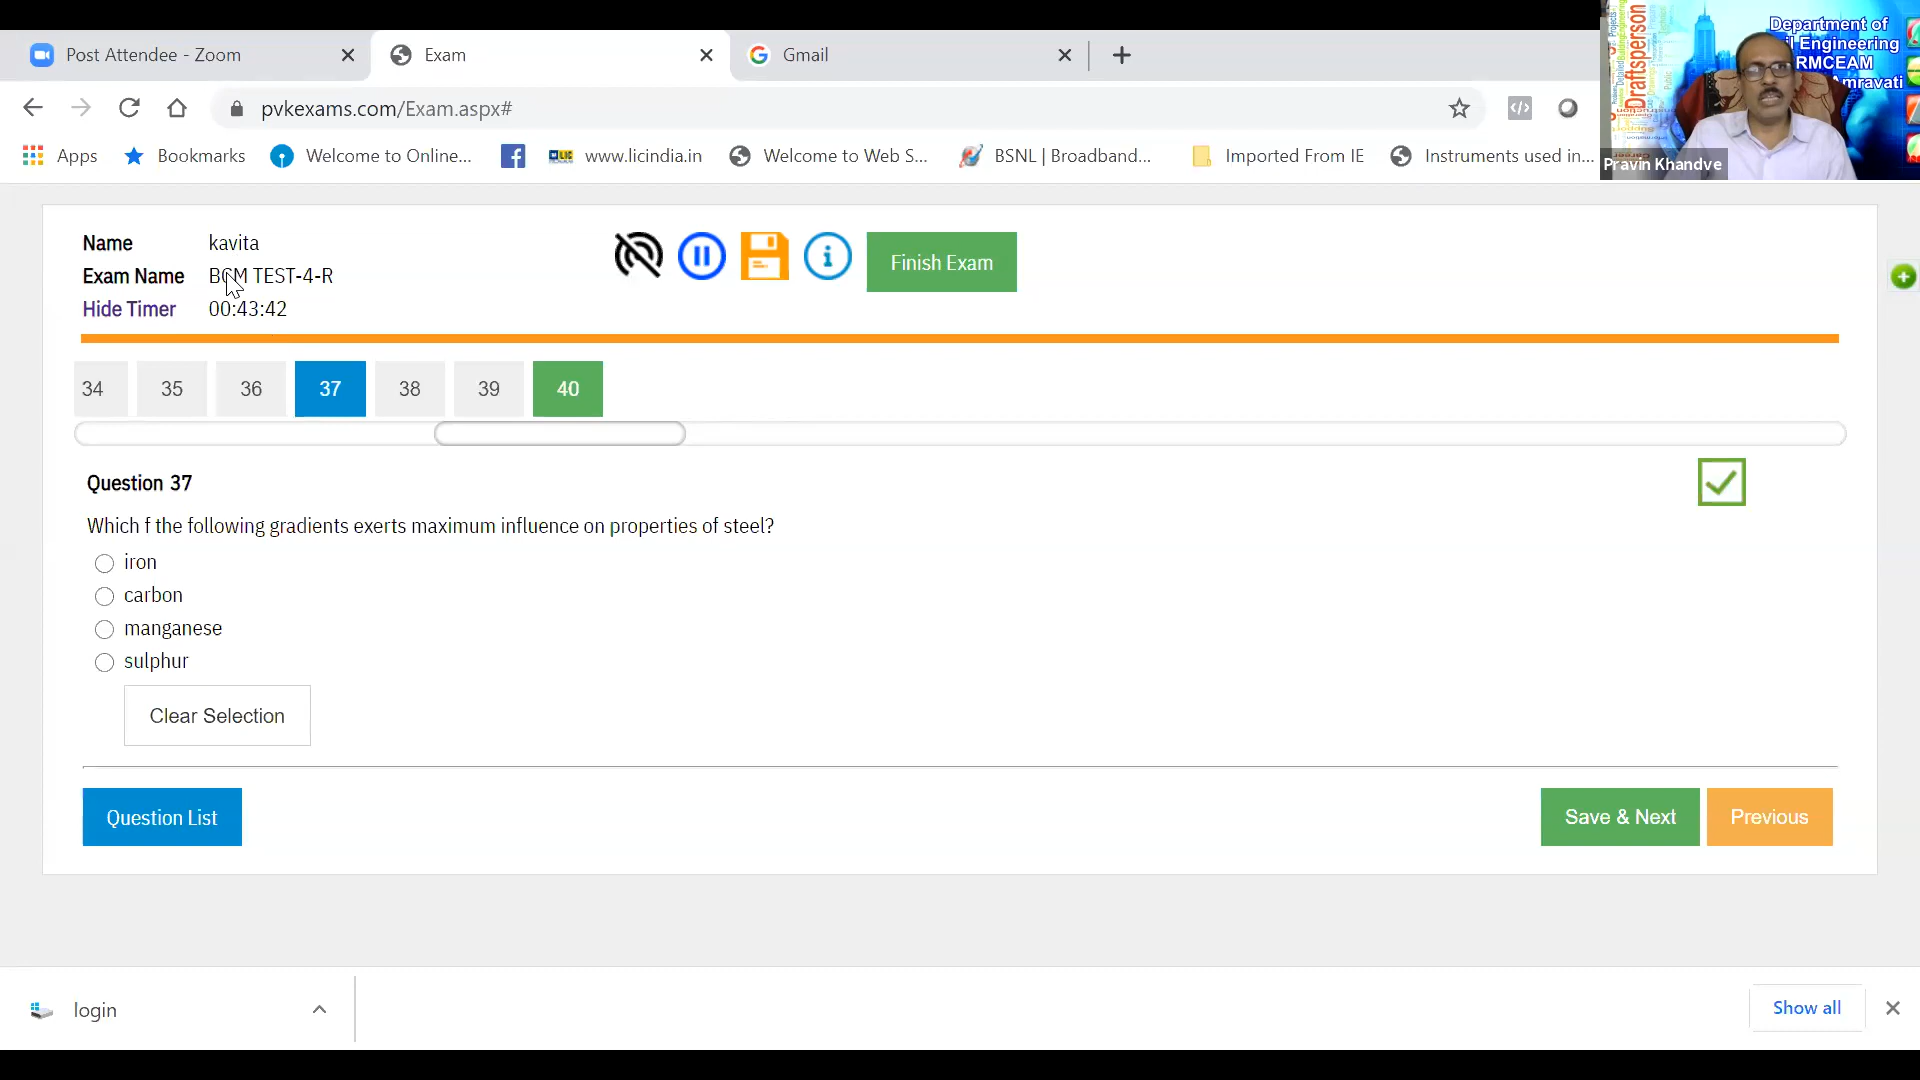 Post Attendee - Zoom
Exam
Gmail
pvkexams.com/Exam.aspx#
Apps
Bookmarks
Welcome to Online...
LIC
www.licindia.in
Welcome to Web S...
BSNL | Broadband...
Imported From IE
Instruments used in...
Draftsperson
Department of
il Engineering
RMCEAM
Amravati
Pravin Khandve
Name kavita
Exam Name BCM TEST-4-R
Hide Timer 00:43:42
Finish Exam
34 35 36 37 38 39 40
Question 37
Which f the following gradients exerts maximum influence on properties of steel?
iron
carbon
manganese
sulphur
Clear Selection
Question List
Save & Next
Previous
login
Show all